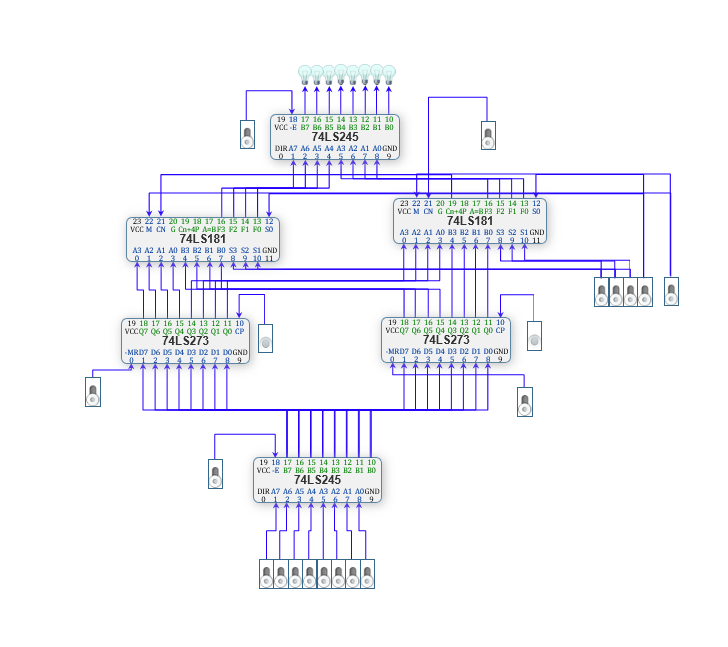 19 18 17 16 15 14 13 12 11 10
VCC -E B7 B6 B5 B4 B3 B2 B1 B0
74LS245
DIR A7 A6 A5 A4 A3 A2 A1 A0 GND
0 1 2 3 4 5 6 7 8 9
23 22 21 20 19 18 17 16 15 14 13 12
VCC M CN G Cn+4P A=B F3 F2 F1 F0 S0
74LS181
A3 A2 A1 A0 B3 B2 B1 B0 S3 S2 S1 GND
0 1 2 3 4 5 6 7 8 9 10 11
23 22 21 20 19 18 17 16 15 14 13 12
VCC M CN G Cn+4P A=B F3 F2 F1 F0 S0
74LS181
A3 A2 A1 A0 B3 B2 B1 B0 S3 S2 S1 GND
0 1 2 3 4 5 6 7 8 9 10 11
19 18 17 16 15 14 13 12 11 10
VCC Q7 Q6 Q5 Q4 Q3 Q2 Q1 Q0 CP
74LS273
-MR D7 D6 D5 D4 D3 D2 D1 D0 GND
0 1 2 3 4 5 6 7 8 9
19 18 17 16 15 14 13 12 11 10
VCC Q7 Q6 Q5 Q4 Q3 Q2 Q1 Q0 CP
74LS273
-MR D7 D6 D5 D4 D3 D2 D1 D0 GND
0 1 2 3 4 5 6 7 8 9
19 18 17 16 15 14 13 12 11 10
VCC -E B7 B6 B5 B4 B3 B2 B1 B0
74LS245
DIR A7 A6 A5 A4 A3 A2 A1 A0 GND
0 1 2 3 4 5 6 7 8 9